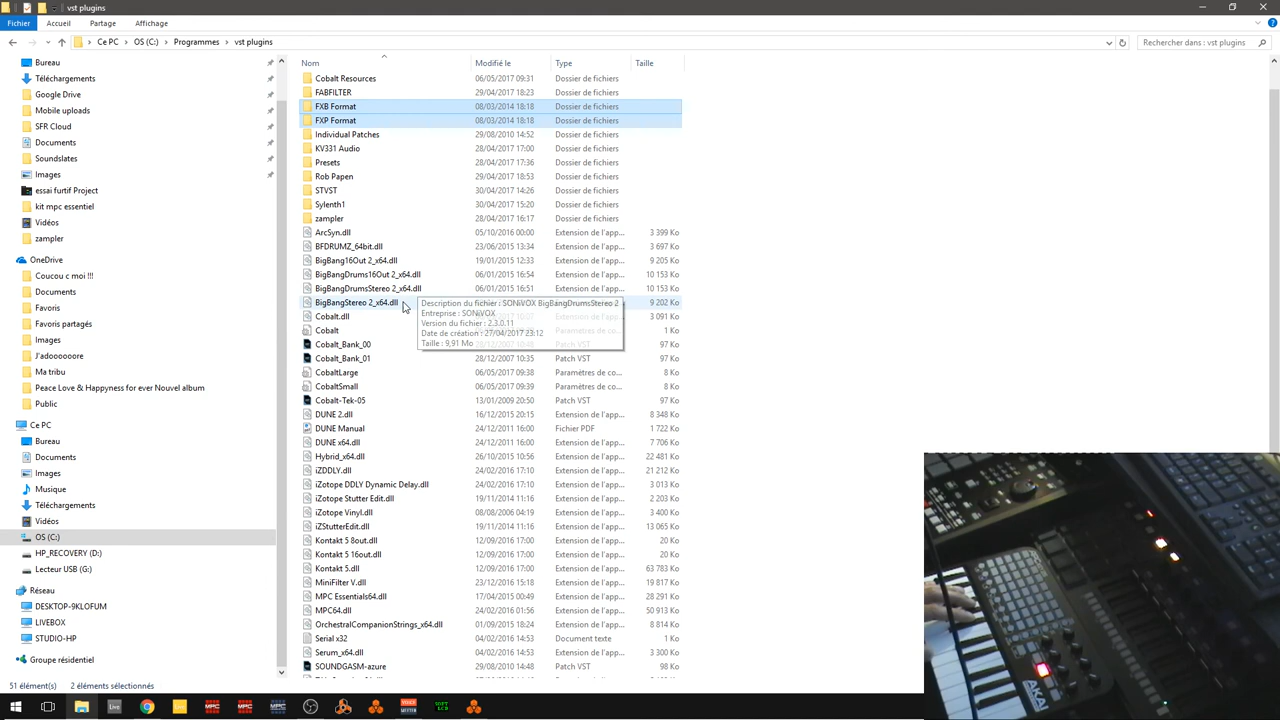 vst plugins
Fichier Accueil Partage Affichage
Ce PC OS (C:) Programmes vst plugins
Rechercher dans : vst plugins
Bureau
Téléchargements
Google Drive
Mobile uploads
SFR Cloud
Documents
Soundslates
Images
essai furtif Project
kit mpc essentiel
Vidéos
zampler
OneDrive
Coucou c moi !!!
Documents
Favoris
Favoris partagés
Images
J'adoooooore
Ma tribu
Peace Love & Happyness for ever Nouvel album
Public
Ce PC
Bureau
Documents
Images
Musique
Téléchargements
Vidéos
OS (C:)
HP_RECOVERY (D:)
Lecteur USB (G:)
Réseau
DESKTOP-9KLOFUM
LIVEBOX
STUDIO-HP
Groupe résidentiel
Nom Modifié le Type Taille
Cobalt Resources 06/05/2017 09:31 Dossier de fichiers
FABFILTER 29/04/2017 18:23 Dossier de fichiers
FXB Format 08/03/2014 18:18 Dossier de fichiers
FXP Format 08/03/2014 18:18 Dossier de fichiers
Individual Patches 29/08/2010 14:52 Dossier de fichiers
KV331 Audio 28/04/2017 17:00 Dossier de fichiers
Presets 28/04/2017 17:36 Dossier de fichiers
Rob Papen 29/04/2017 18:53 Dossier de fichiers
STVST 30/04/2017 14:26 Dossier de fichiers
Sylenth1 30/04/2017 15:20 Dossier de fichiers
zampler 28/04/2017 16:17 Dossier de fichiers
ArcSyn.dll 05/10/2016 00:00 Extension de l'app... 3 399 Ko
BFDRUMZ_64bit.dll 23/06/2015 13:34 Extension de l'app... 3 697 Ko
BigBang16Out 2_x64.dll 19/01/2015 12:33 Extension de l'app... 9 205 Ko
BigBangDrums16Out 2_x64.dll 06/01/2015 16:54 Extension de l'app... 10 153 Ko
BigBangDrumsStereo 2_x64.dll 06/01/2015 16:51 Extension de l'app... 10 153 Ko
BigBangStereo 2_x64.dll 9 202 Ko
Description du fichier : SONiVOX BigBangDrumsStereo 2
Entreprise : SONiVOX
Version du fichier : 2.3.0.11
Date de création : 27/04/2017 23:12
Taille : 9,91 Mo
Cobalt.dll 3 091 Ko
Cobalt 1 Ko
Cobalt_Bank_00 Patch VST 97 Ko
Cobalt_Bank_01 28/12/2007 10:35 Patch VST 97 Ko
CobaltLarge 06/05/2017 09:38 Paramètres de co... 8 Ko
CobaltSmall 06/05/2017 09:39 Paramètres de co... 8 Ko
Cobalt-Tek-05 13/01/2009 20:50 Patch VST 97 Ko
DUNE 2.dll 16/12/2015 20:15 Extension de l'app... 8 348 Ko
DUNE Manual 24/12/2011 16:00 Fichier PDF 1 722 Ko
DUNE x64.dll 24/12/2011 16:00 Extension de l'app... 7 706 Ko
Hybrid_x64.dll 26/10/2015 10:56 Extension de l'app... 22 481 Ko
iZDDLY.dll 24/02/2016 17:10 Extension de l'app... 21 212 Ko
iZotope DDLY Dynamic Delay.dll 24/02/2016 17:10 Extension de l'app... 3 013 Ko
iZotope Stutter Edit.dll 19/11/2014 11:16 Extension de l'app... 2 203 Ko
iZotope Vinyl.dll 08/08/2006 04:19 Extension de l'app... 3 400 Ko
iZStutterEdit.dll 19/11/2014 11:16 Extension de l'app... 13 065 Ko
Kontakt 5 8out.dll 12/09/2016 17:00 Extension de l'app... 20 Ko
Kontakt 5 16out.dll 12/09/2016 17:00 Extension de l'app... 20 Ko
Kontakt 5.dll 12/09/2016 17:00 Extension de l'app... 63 783 Ko
MiniFilter V.dll 23/12/2016 15:18 Extension de l'app... 19 817 Ko
MPC Essentials64.dll 17/04/2015 00:49 Extension de l'app... 28 291 Ko
MPC64.dll 24/02/2016 01:56 Extension de l'app... 50 913 Ko
OrchestralCompanionStrings_x64.dll 01/09/2015 18:24 Extension de l'app... 8 814 Ko
Serial x32 04/02/2016 14:53 Document texte 1 Ko
Serum_x64.dll 04/02/2016 14:53 Extension de l'app... 3 300 Ko
SOUNDGASM-azure 29/08/2010 14:48 Patch VST 98 Ko
51 élément(s) 2 éléments sélectionnés
Live MPC MPC MPC
AKAI